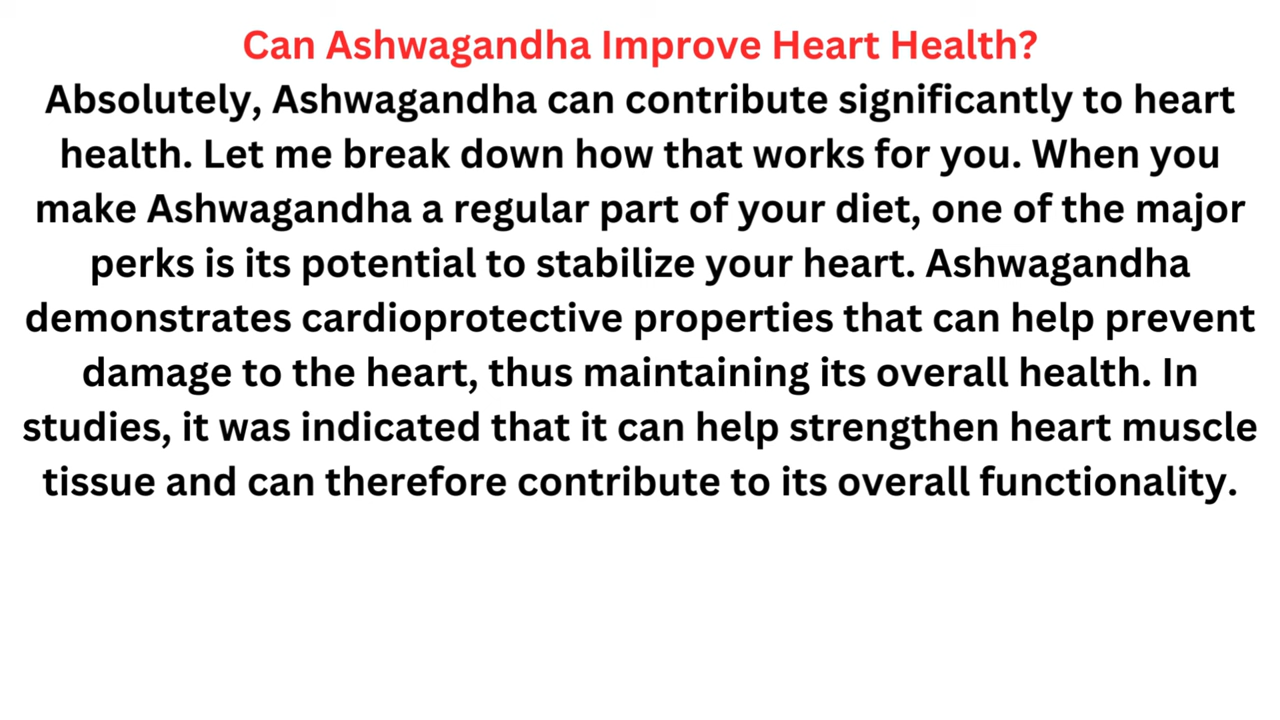 Can Ashwagandha Improve Heart Health?
Absolutely, Ashwagandha can contribute significantly to heart
health. Let me break down how that works for you. When you
make Ashwagandha a regular part of your diet, one of the major
perks is its potential to stabilize your heart. Ashwagandha
demonstrates cardioprotective properties that can help prevent
damage to the heart, thus maintaining its overall health. In
studies, it was indicated that it can help strengthen heart muscle
tissue and can therefore contribute to its overall functionality.